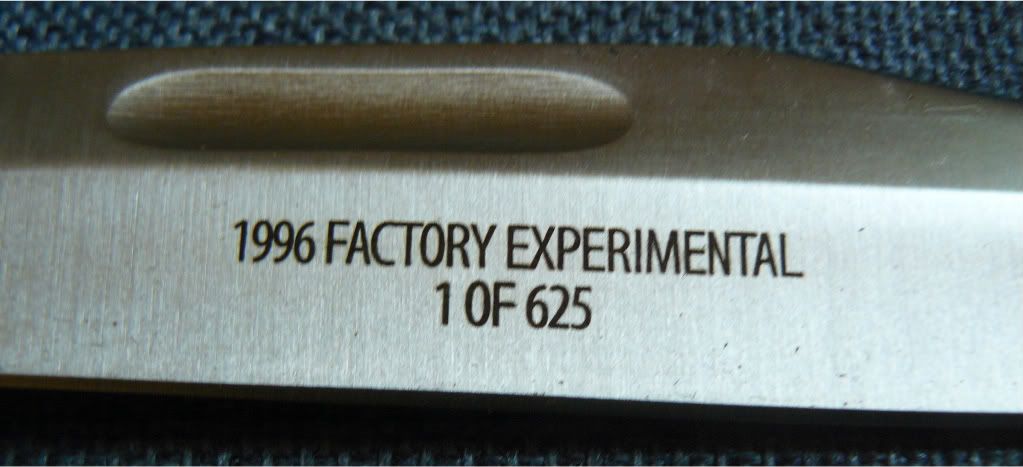 1996 FACTORY EXPERIMENTAL
1 OF 625